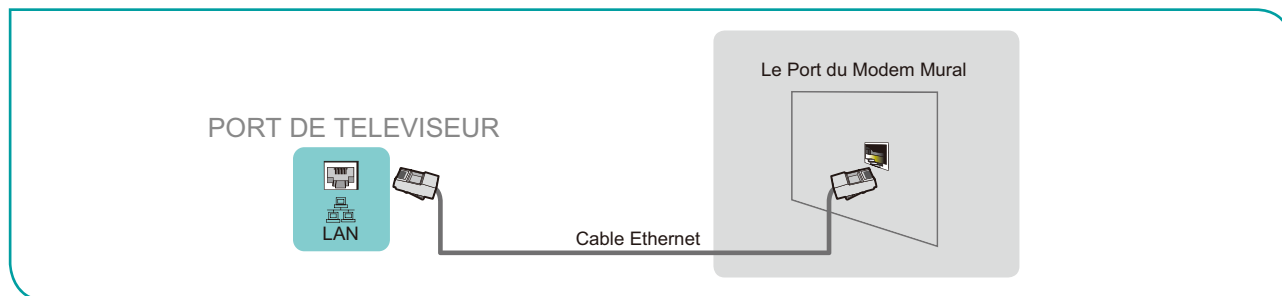 Le Port du Modem Mural
PORT DE TELEVISEUR
LAN
Cable Ethernet